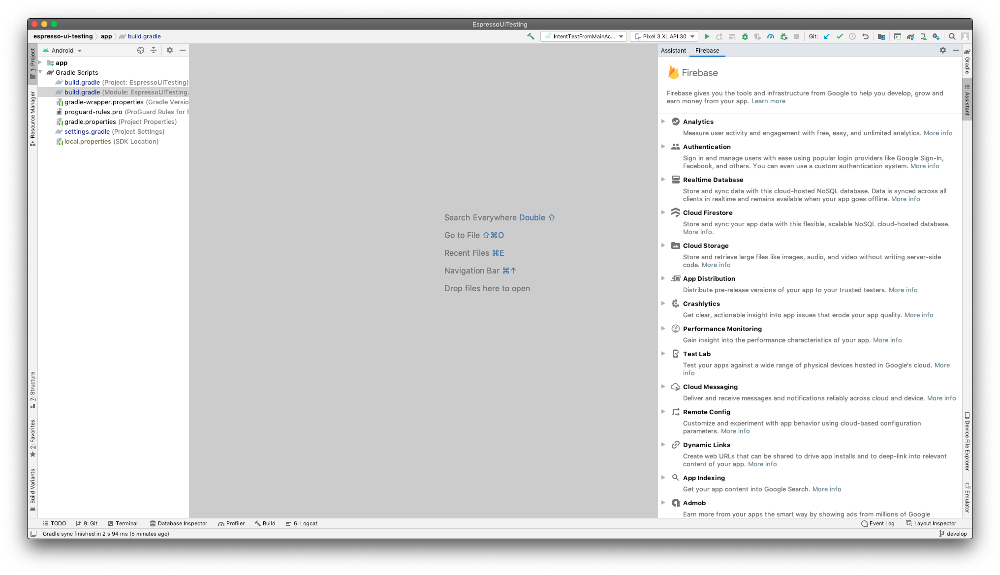 EspressoUITesting
espresso-ui-testing
app
build.gradle
IntentTestFromMainAc...
Pixel 3 XL API 30
Git:
1: Project
Resource Manager
7: Structure
2: Favorites
Build Variants
Android
app
Gradle Scripts
build.gradle (Project: EspressoUITesting)
build.gradle (Module: EspressoUITesting.
gradle-wrapper.properties (Gradle Versio
proguard-rules.pro (ProGuard Rules for E
gradle.properties (Project Properties)
settings.gradle (Project Settings)
local.properties (SDK Location)
Search Everywhere Double ⇧
Go to File ⇧⌘O
Recent Files ⌘E
Navigation Bar ⌘↑
Drop files here to open
Assistant
Firebase
Firebase
Firebase gives you the tools and infrastructure from Google to help you develop, grow and
earn money from your app. Learn more
Analytics
Measure user activity and engagement with free, easy, and unlimited analytics. More info
Authentication
Sign in and manage users with ease using popular login providers like Google Sign-In,
Facebook, and others. You can even use a custom authentication system. More info
Realtime Database
Store and sync data with this cloud-hosted NoSQL database. Data is synced across all
clients in realtime and remains available when your app goes offline. More info
Cloud Firestore
Store and sync your app data with this flexible, scalable NoSQL cloud-hosted database.
More info.
Cloud Storage
Store and retrieve large files like images, audio, and video without writing server-side
code. More info
App Distribution
Distribute pre-release versions of your app to your trusted testers. More info
Crashlytics
Get clear, actionable insight into app issues that erode your app quality. More info
Performance Monitoring
Gain insight into the performance characteristics of your app. More info
Test Lab
Test your apps against a wide range of physical devices hosted in Google's cloud. More
info
Cloud Messaging
Deliver and receive messages and notifications reliably across cloud and device. More info
Remote Config
Customize and experiment with app behavior using cloud-based configuration
parameters. More info
Dynamic Links
Create web URLs that can be shared to drive app installs and to deep-link into relevant
content of your app. More info
App Indexing
Get your app content into Google Search. More info
Admob
Earn more from your apps the smart way by showing ads from millions of Google
Gradle
Assistant
Device File Explorer
Emulator
TODO
9: Git
Terminal
Database Inspector
Profiler
Build
6: Logcat
Event Log
Layout Inspector
Gradle sync finished in 2 s 94 ms (5 minutes ago)
develop